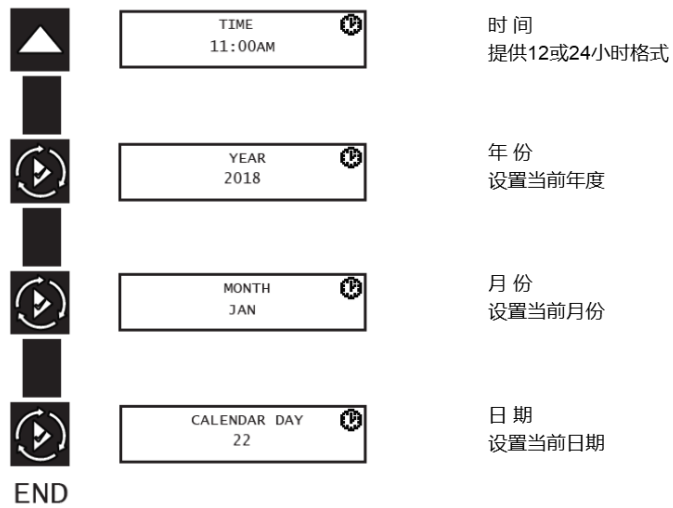 TIME
11:00AM
时 间
提供12或24小时格式
YEAR
2018
年 份
设置当前年度
MONTH
JAN
月 份
设置当前月份
CALENDAR DAY
22
日 期
设置当前日期
END